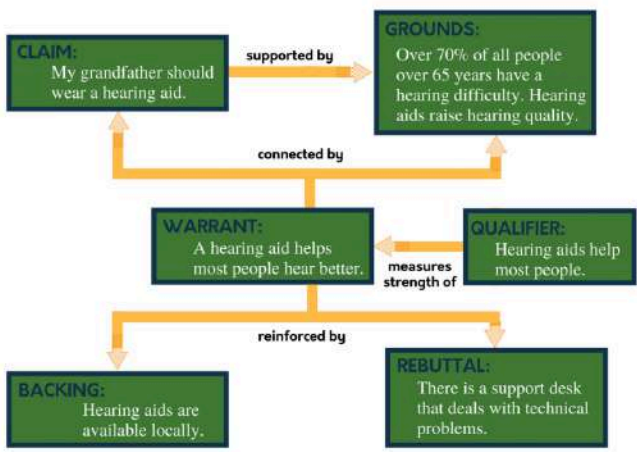 CLAIM:
My grandfather should
wear a hearing aid.
supported by
GROUNDS:
Over 70% of all people
over 65 years have a
hearing difficulty. Hearing
aids raise hearing quality.
connected by
WARRANT:
A hearing aid helps
most people hear better.
measures
strength of
QUALIFIER:
Hearing aids help
most people.
reinforced by
BACKING:
Hearing aids are
available locally.
REBUTTAL:
There is a support desk
that deals with technical
problems.